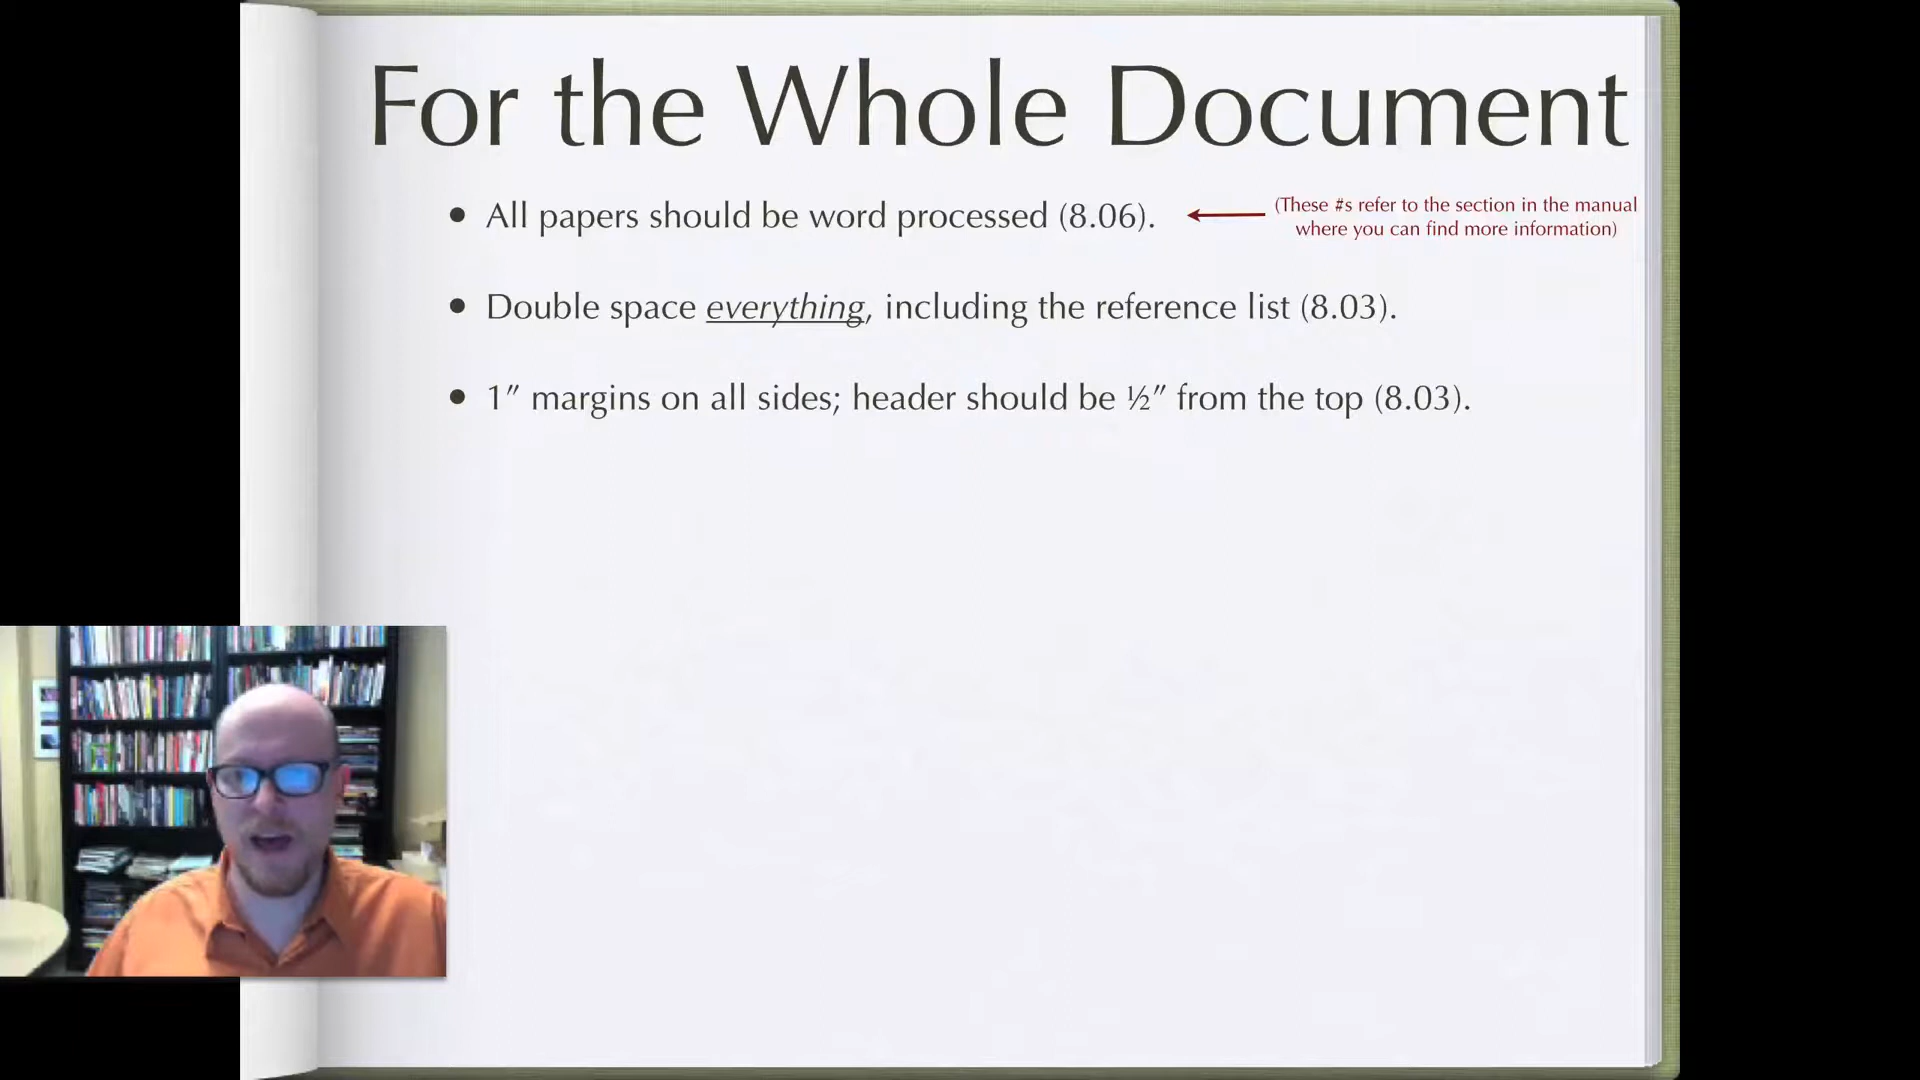 For the Whole Document
• All papers should be word processed (8.06).
(These #s refer to the section in the manual
where you can find more information)
• Double space everything, including the reference list (8.03).
• 1″ margins on all sides; header should be ½″ from the top (8.03).